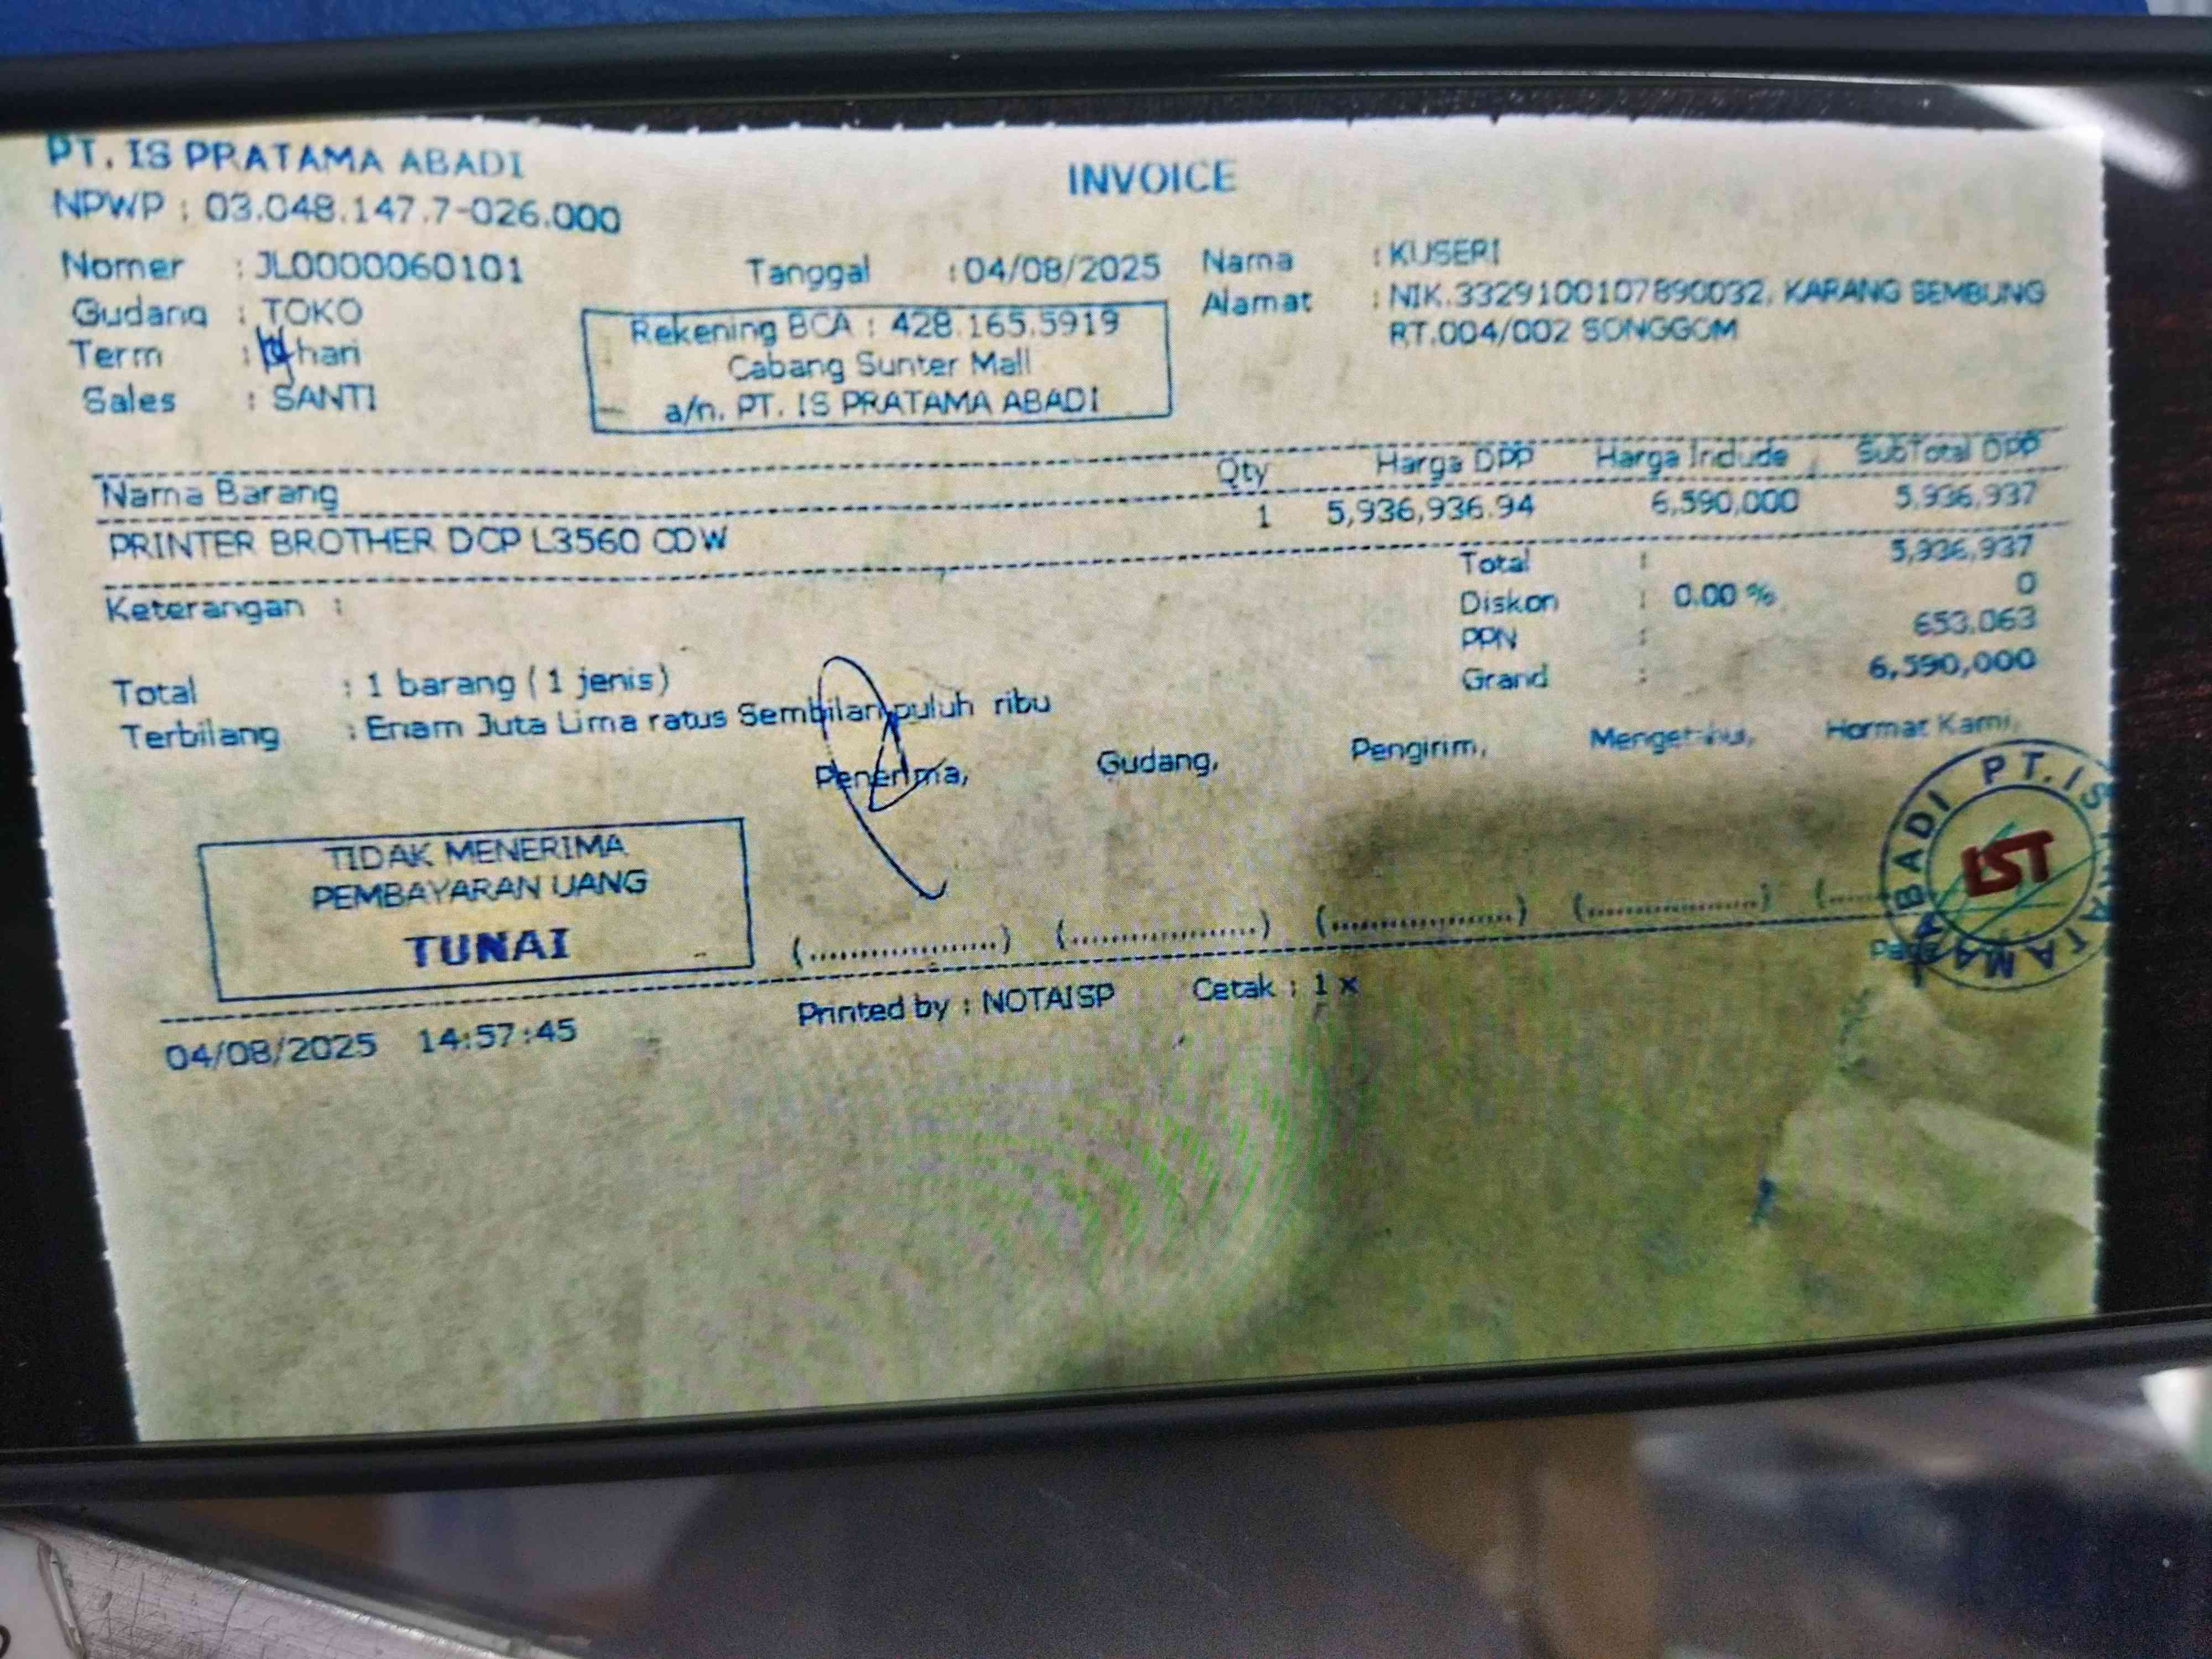 PT. IS PRATAMA ABADI
INVOICE
NPWP : 03.048.147.7-026.000
Nomer : JL0000060101
Tanggal : 04/08/2025
Nama : KUSERI
Gudang : TOKO
Alamat : NIK.3329100107890032, KARANG SEMBUNG
RT.004/002 SONGGOM
Term : hari
Sales : SANTI
Rekening BCA : 428.165.5919
Cabang Sunter Mall
a/n. PT. IS PRATAMA ABADI
Nama Barang Qty Harga DPP Harga Include SubTotal DPP
PRINTER BROTHER DCP L3560 CDW 1 5,936,936.94 6,590,000 5,936,937
Keterangan :
Total : 5,936,937
Diskon : 0.00 % 0
PPN : 653,063
Grand : 6,590,000
Total : 1 barang ( 1 jenis)
Terbilang : Enam Juta Lima ratus Sembilan puluh ribu
Penerima, Gudang, Pengirim, Mengetahui, Hormat Kami,
TIDAK MENERIMA
PEMBAYARAN UANG
TUNAI
(..................) (..................) (..................) (..................) (.....
PT. IS PRATAMA ABADI
IST
04/08/2025 14:57:45
Printed by : NOTAISP
Cetak : 1 x